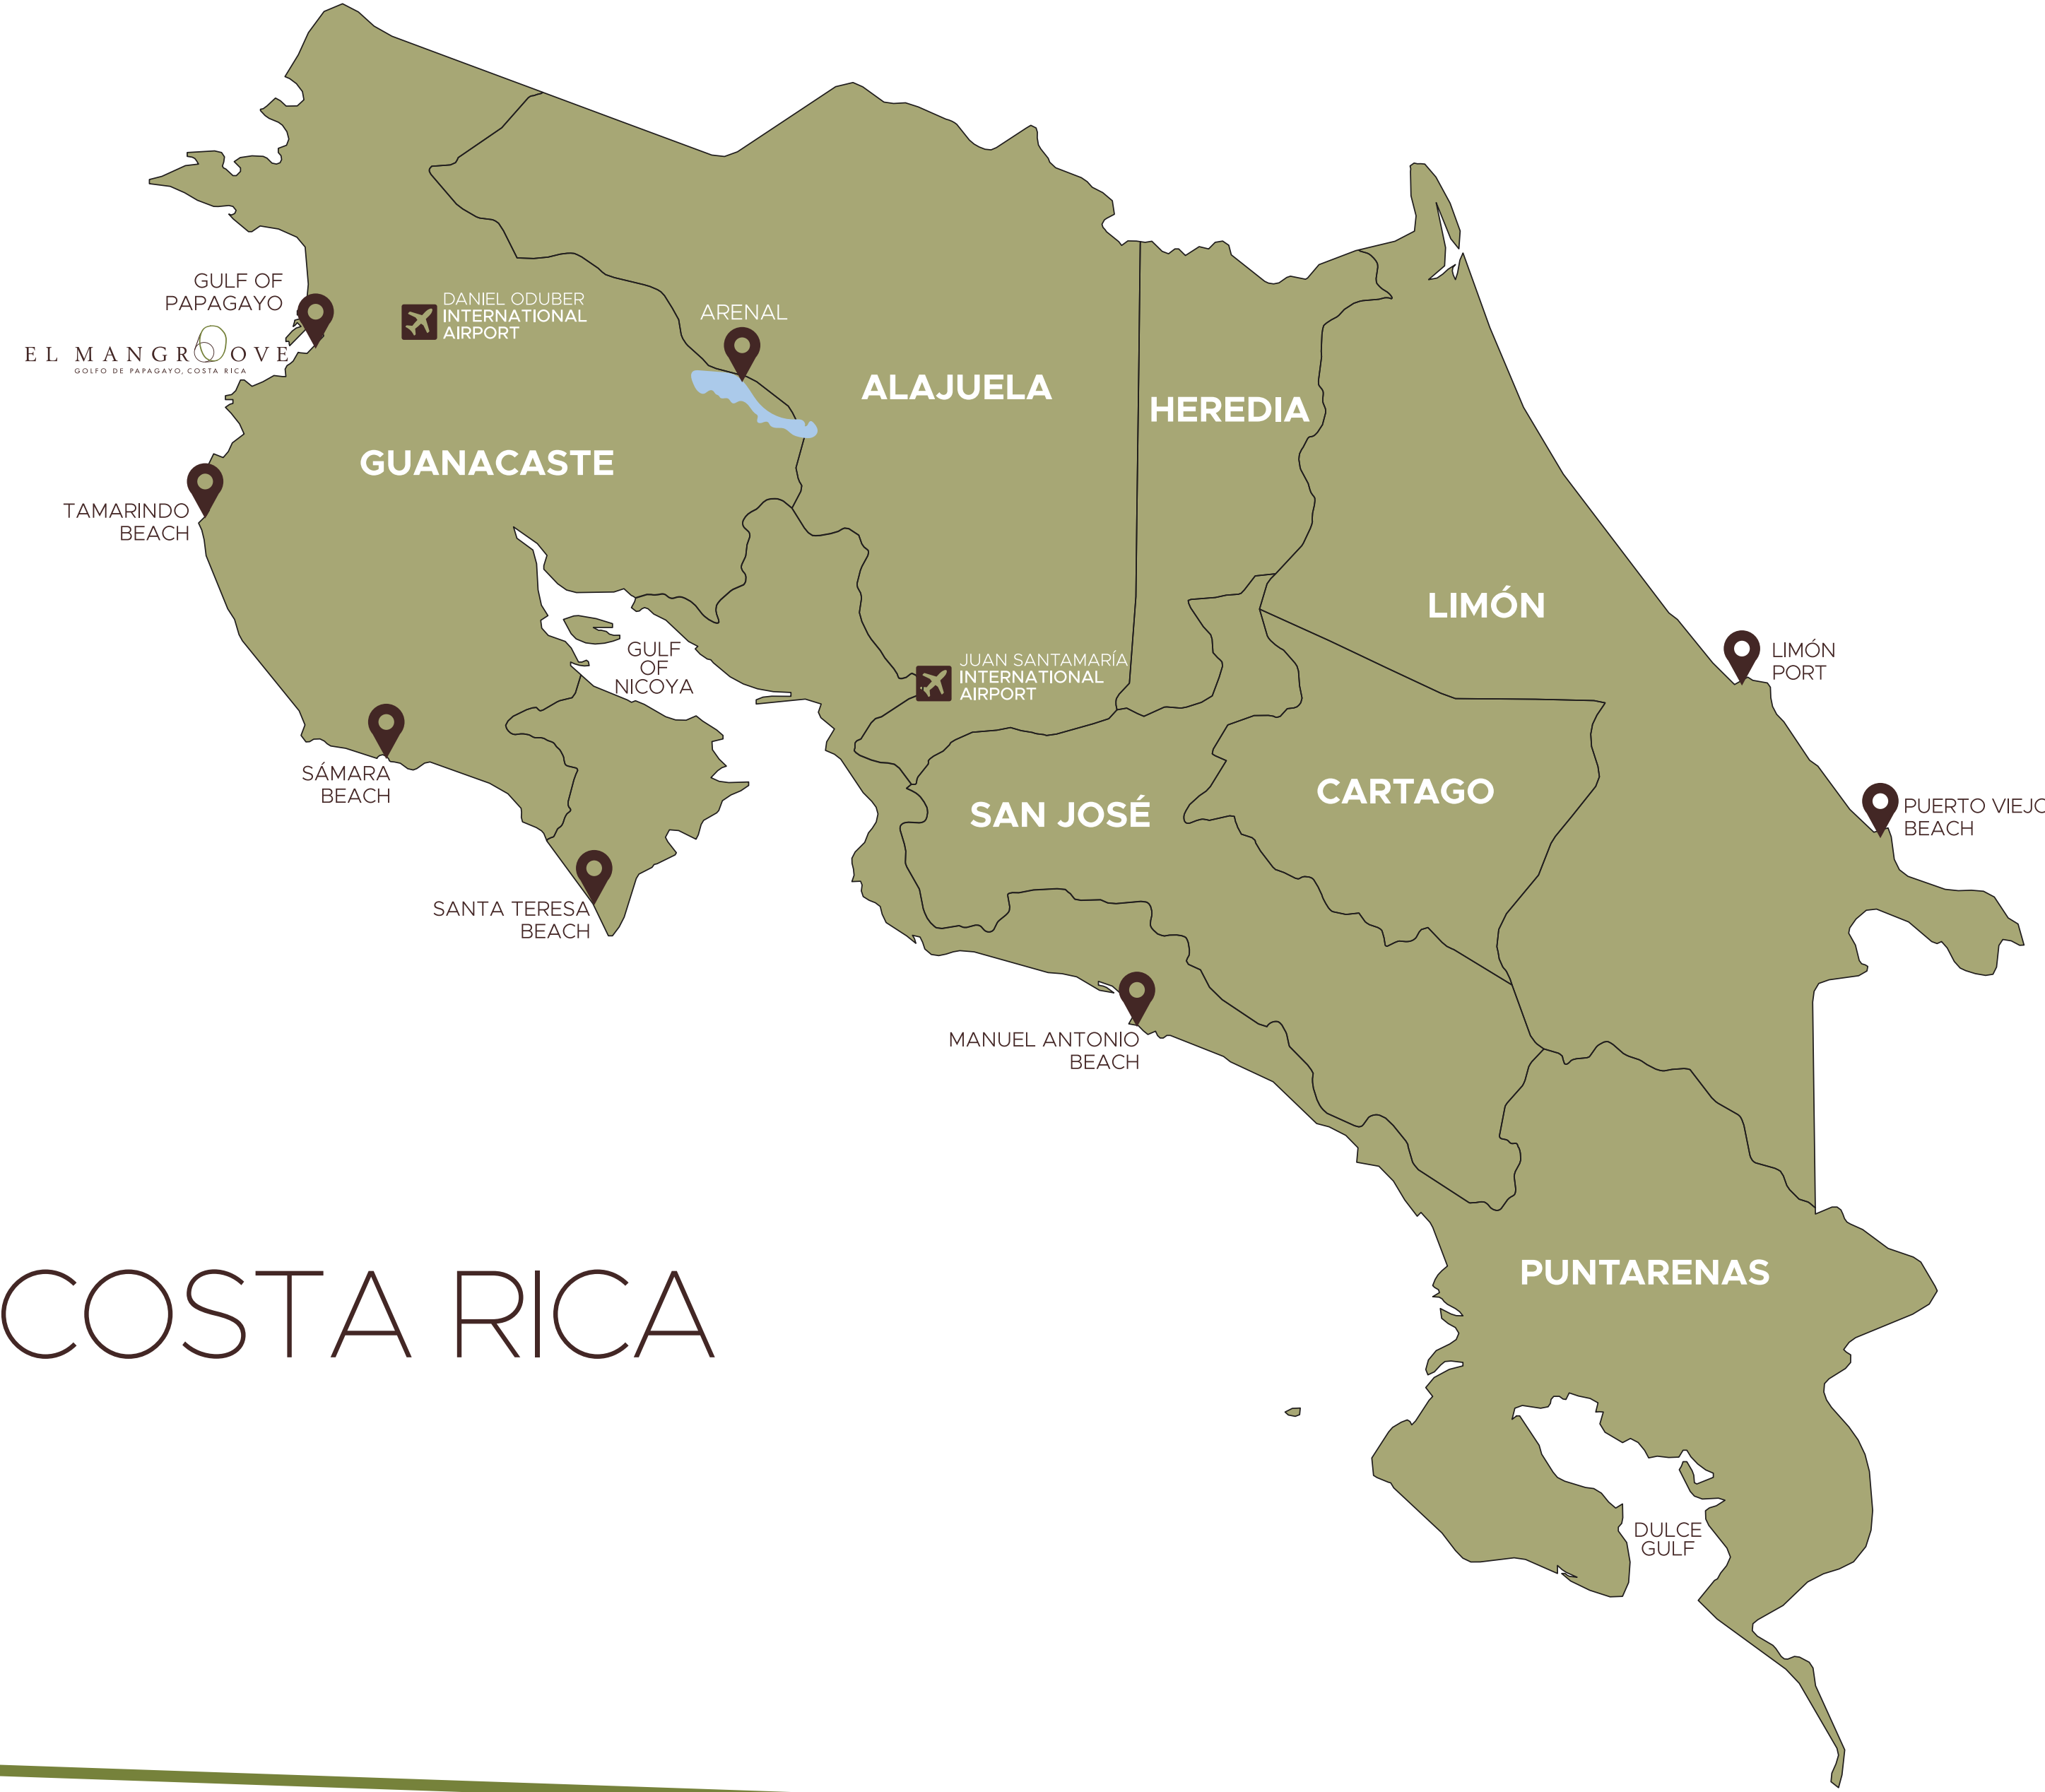 GULF OF
PAPAGAYO
EL MANGROOVE
GOLFO DE PAPAGAYO, COSTA RICA
DANIEL ODUBER
INTERNATIONAL
AIRPORT
ARENAL
ALAJUELA
HEREDIA
GUANACASTE
TAMARINDO
BEACH
LIMÓN
GULF
OF
NICOYA
JUAN SANTAMARÍA
INTERNATIONAL
AIRPORT
LIMÓN
PORT
SÁMARA
BEACH
SAN JOSÉ
CARTAGO
PUERTO VIEJO
BEACH
SANTA TERESA
BEACH
MANUEL ANTONIO
BEACH
PUNTARENAS
COSTA RICA
DULCE
GULF